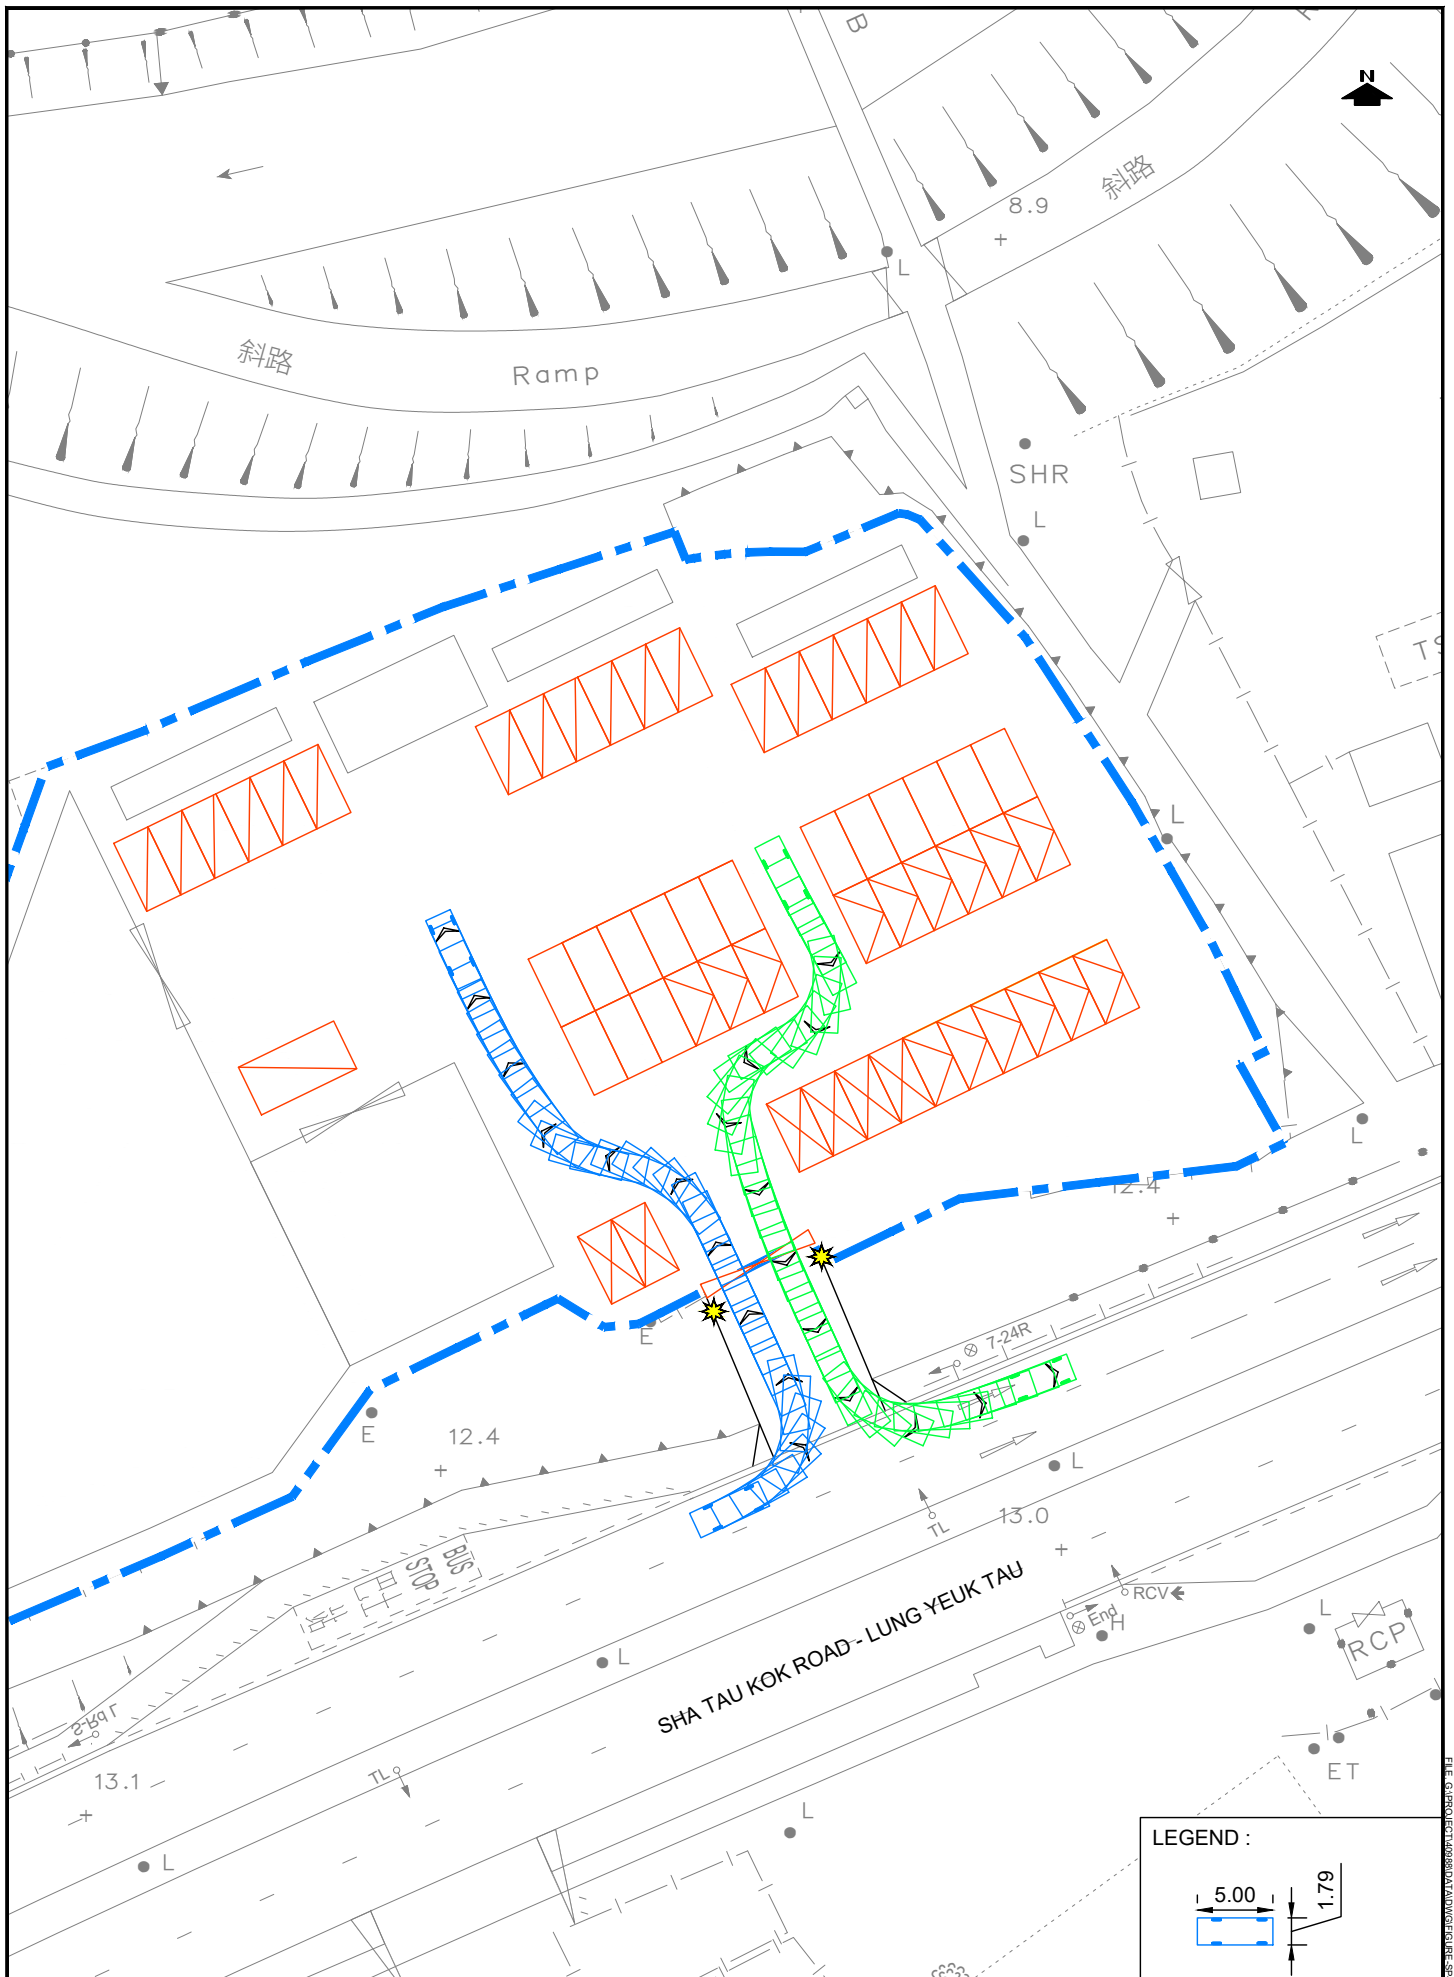 B
N
斜路
8.9
L
斜路
Ramp
SHR
L
TS
L
12.4
L
E
7-24R
E
12.4
L
TL
13.0
BUS
STOP
RCV
End
H
L
RCP
L
SHA TAU KOK ROAD - LUNG YEUK TAU
S-Rd L
TL
13.1
ET
L
L
LEGEND :
5.00
1.79